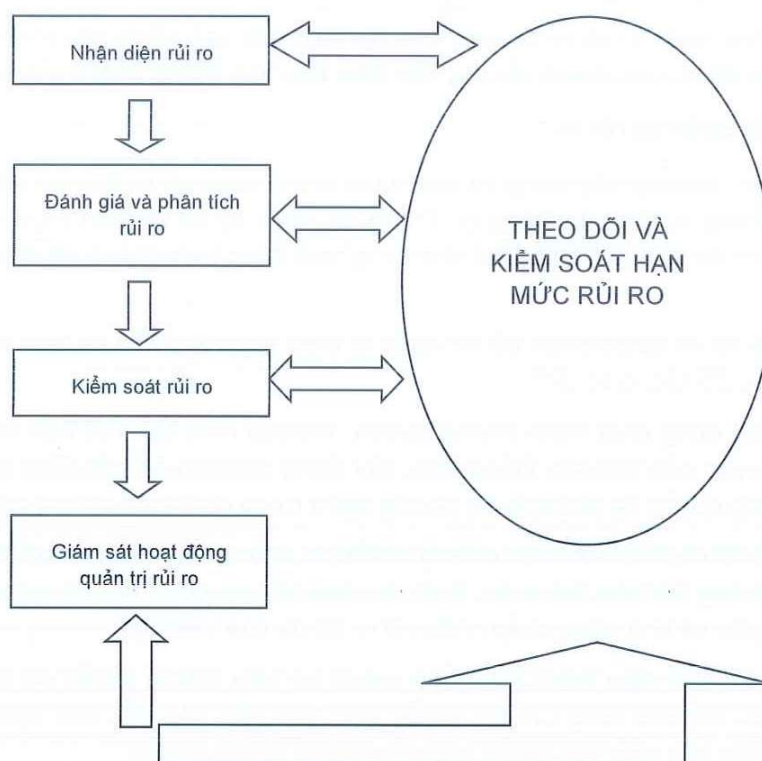 Nhận diện rủi ro
Đánh giá và phân tích
rủi ro
THEO DÕI VÀ
KIỂM SOÁT HẠN
MỨC RỦI RO
Kiểm soát rủi ro
Giám sát hoạt động
quản trị rủi ro